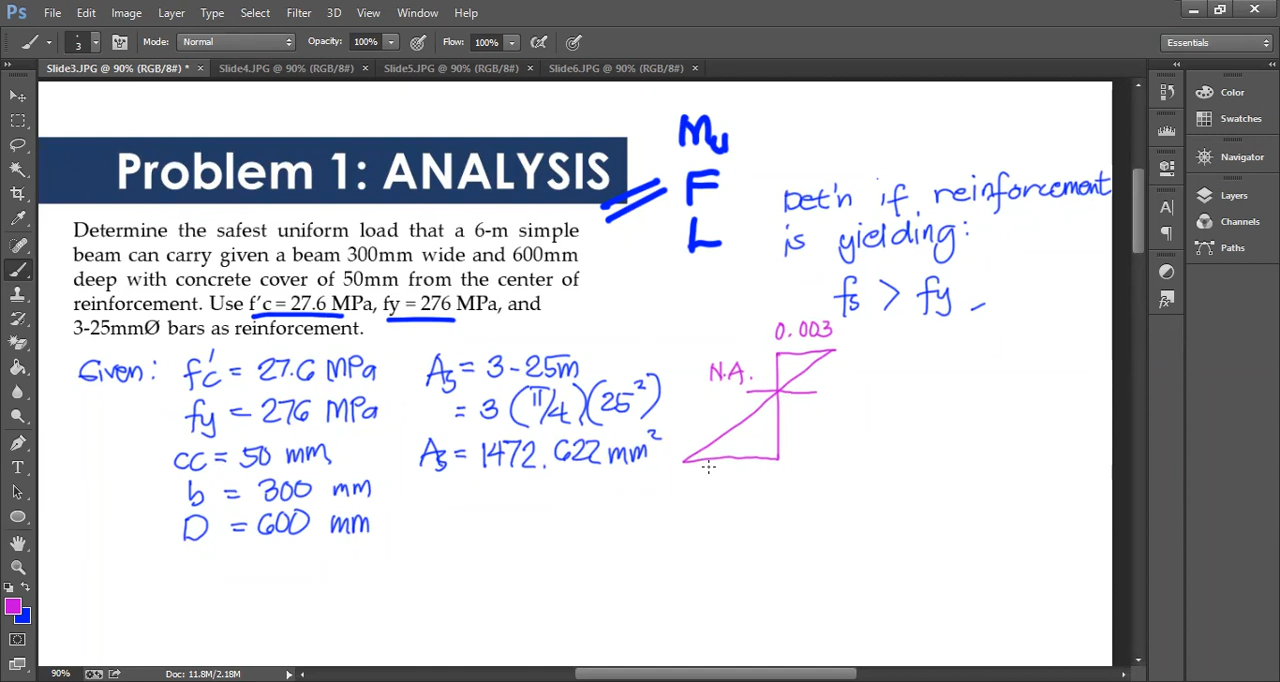 Ps File Edit Image Layer Type Select Filter 3D View Window Help
3 Mode: Normal Opacity: 100% Flow: 100% Essentials
Slide3.JPG @ 90% (RGB/8#) * × Slide4.JPG @ 90% (RGB/8#) × Slide5.JPG @ 90% (RGB/8#) × Slide6.JPG @ 90% (RGB/8#) ×
Problem 1: ANALYSIS
Determine the safest uniform load that a 6-m simple
beam can carry given a beam 300mm wide and 600mm
deep with concrete cover of 50mm from the center of
reinforcement. Use f'c = 27.6 MPa, fy = 276 MPa, and
3-25mmØ bars as reinforcement.
Mu
F
L
Det'n if reinforcement
is yielding:
fs > fy
Given: fc' = 27.6 MPa
fy = 276 MPa
cc = 50 mm
b = 300 mm
D = 600 mm
As = 3-25m
= 3 (π/4)(25²)
As = 1472.622 mm²
0.003
N.A.
Color
Swatches
Navigator
Layers
Channels
Paths
90% Doc: 11.8M/2.18M